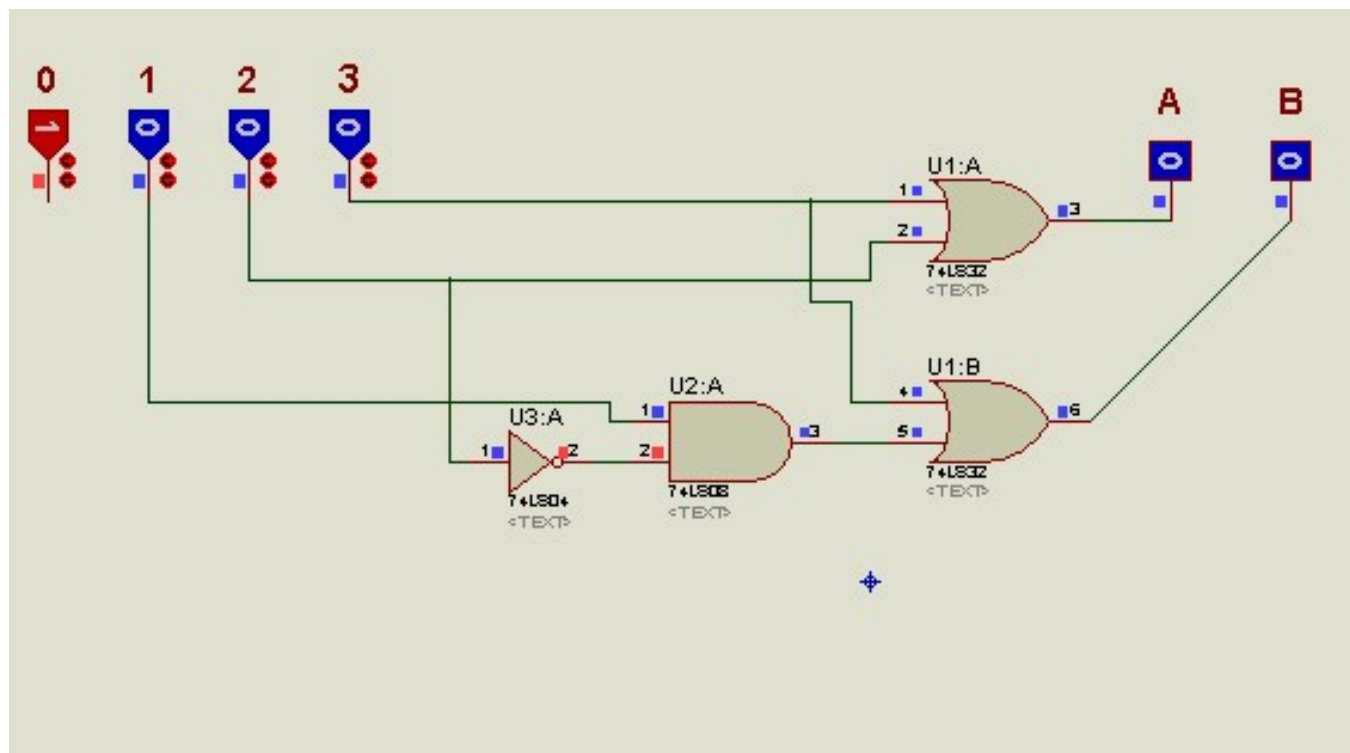 0 1 2 3
A B
1 0 0 0
0 0
U1:A
1
3
2
74LS32
<TEXT>
U1:B
U2:A
4
6
1
U3:A
3
5
1
2
2
74LS32
<TEXT>
74LS08
74LS04
<TEXT>
<TEXT>